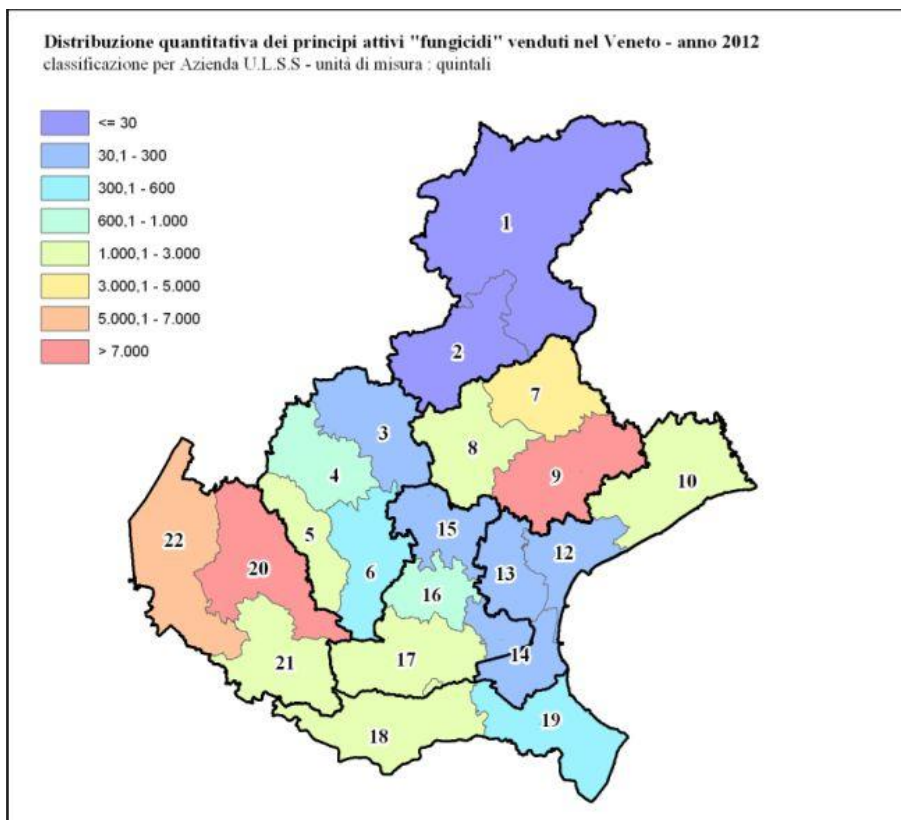 Distribuzione quantitativa dei principi attivi "fungicidi" venduti nel Veneto - anno 2012
classificazione per Azienda U.L.S.S - unità di misura : quintali
<= 30
30,1 - 300
300,1 - 600
600,1 - 1.000
1.000,1 - 3.000
3.000,1 - 5.000
5.000,1 - 7.000
> 7.000
1
2
7
3
8
4
9
10
5
15
22
12
20
6
13
16
21
17
14
19
18